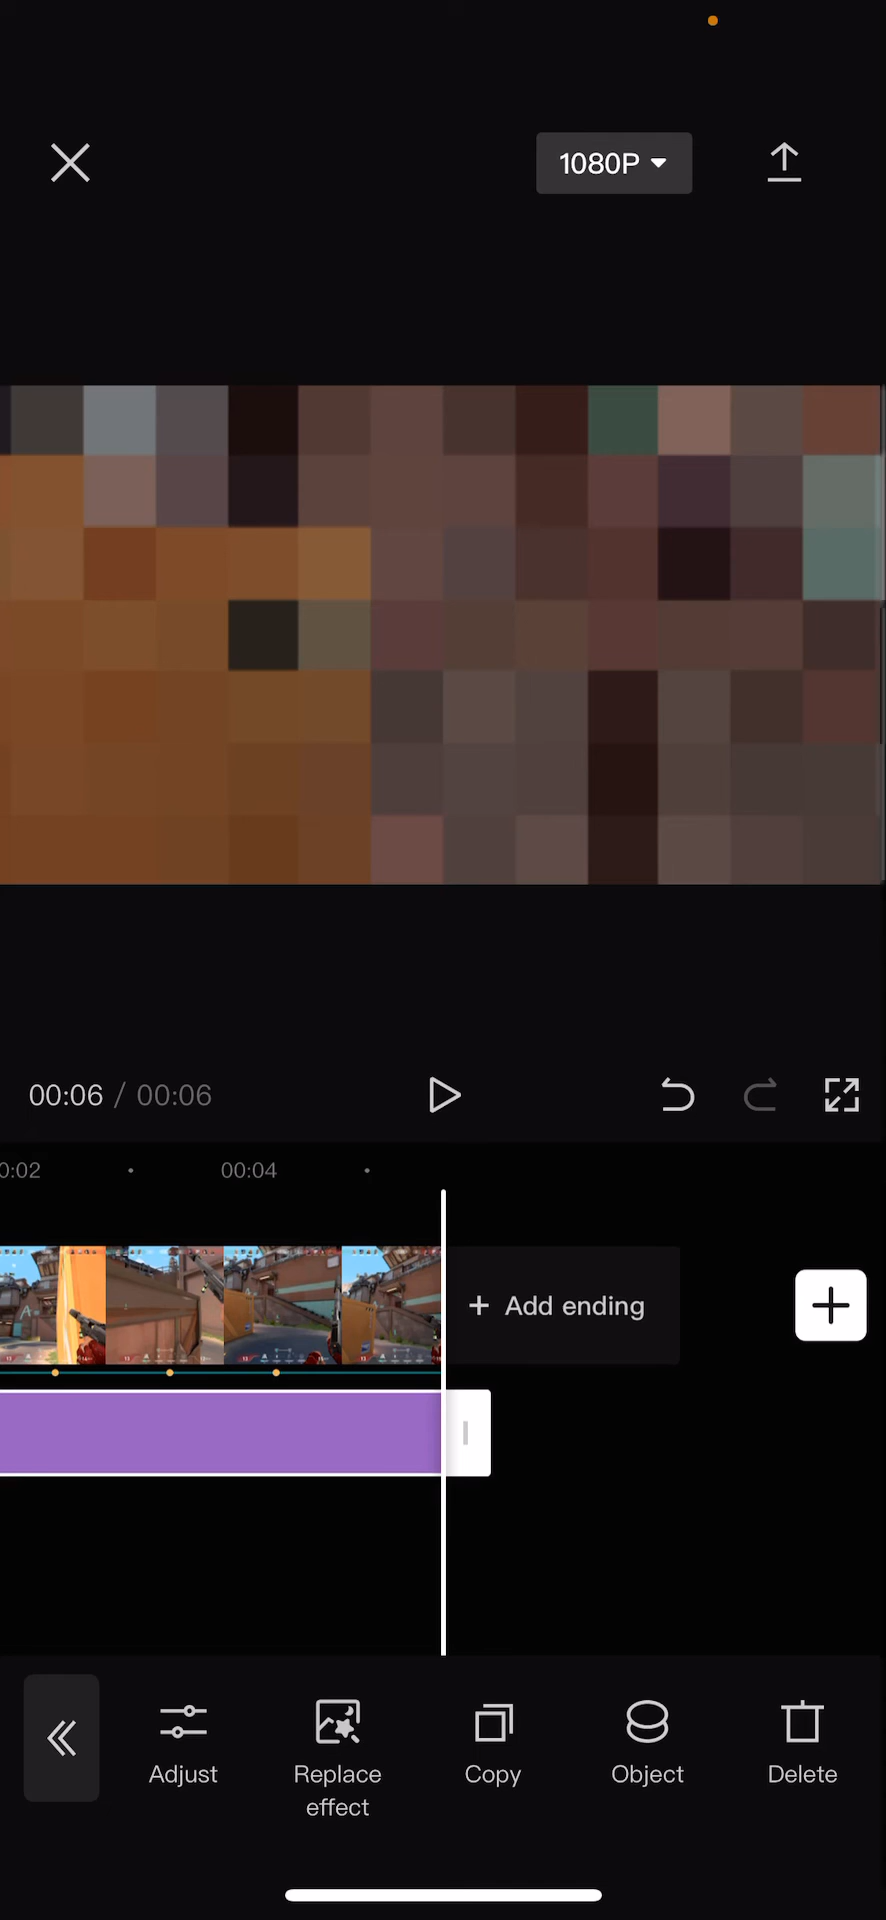 1080P
00:06 / 00:06
0:02
00:04
+ Add ending
Adjust
Replace effect
Copy
Object
Delete